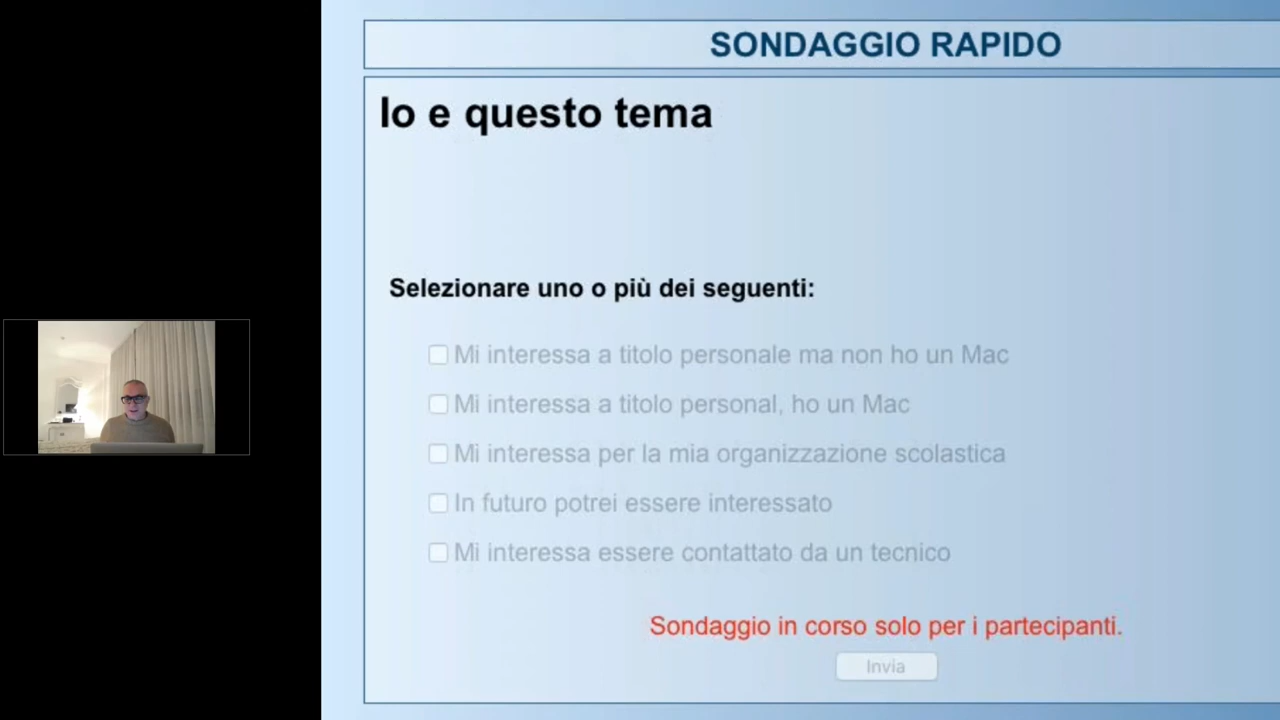 SONDAGGIO RAPIDO
Io e questo tema
Selezionare uno o più dei seguenti:
Mi interessa a titolo personale ma non ho un Mac
Mi interessa a titolo personal, ho un Mac
Mi interessa per la mia organizzazione scolastica
In futuro potrei essere interessato
Mi interessa essere contattato da un tecnico
Sondaggio in corso solo per i partecipanti.
Invia